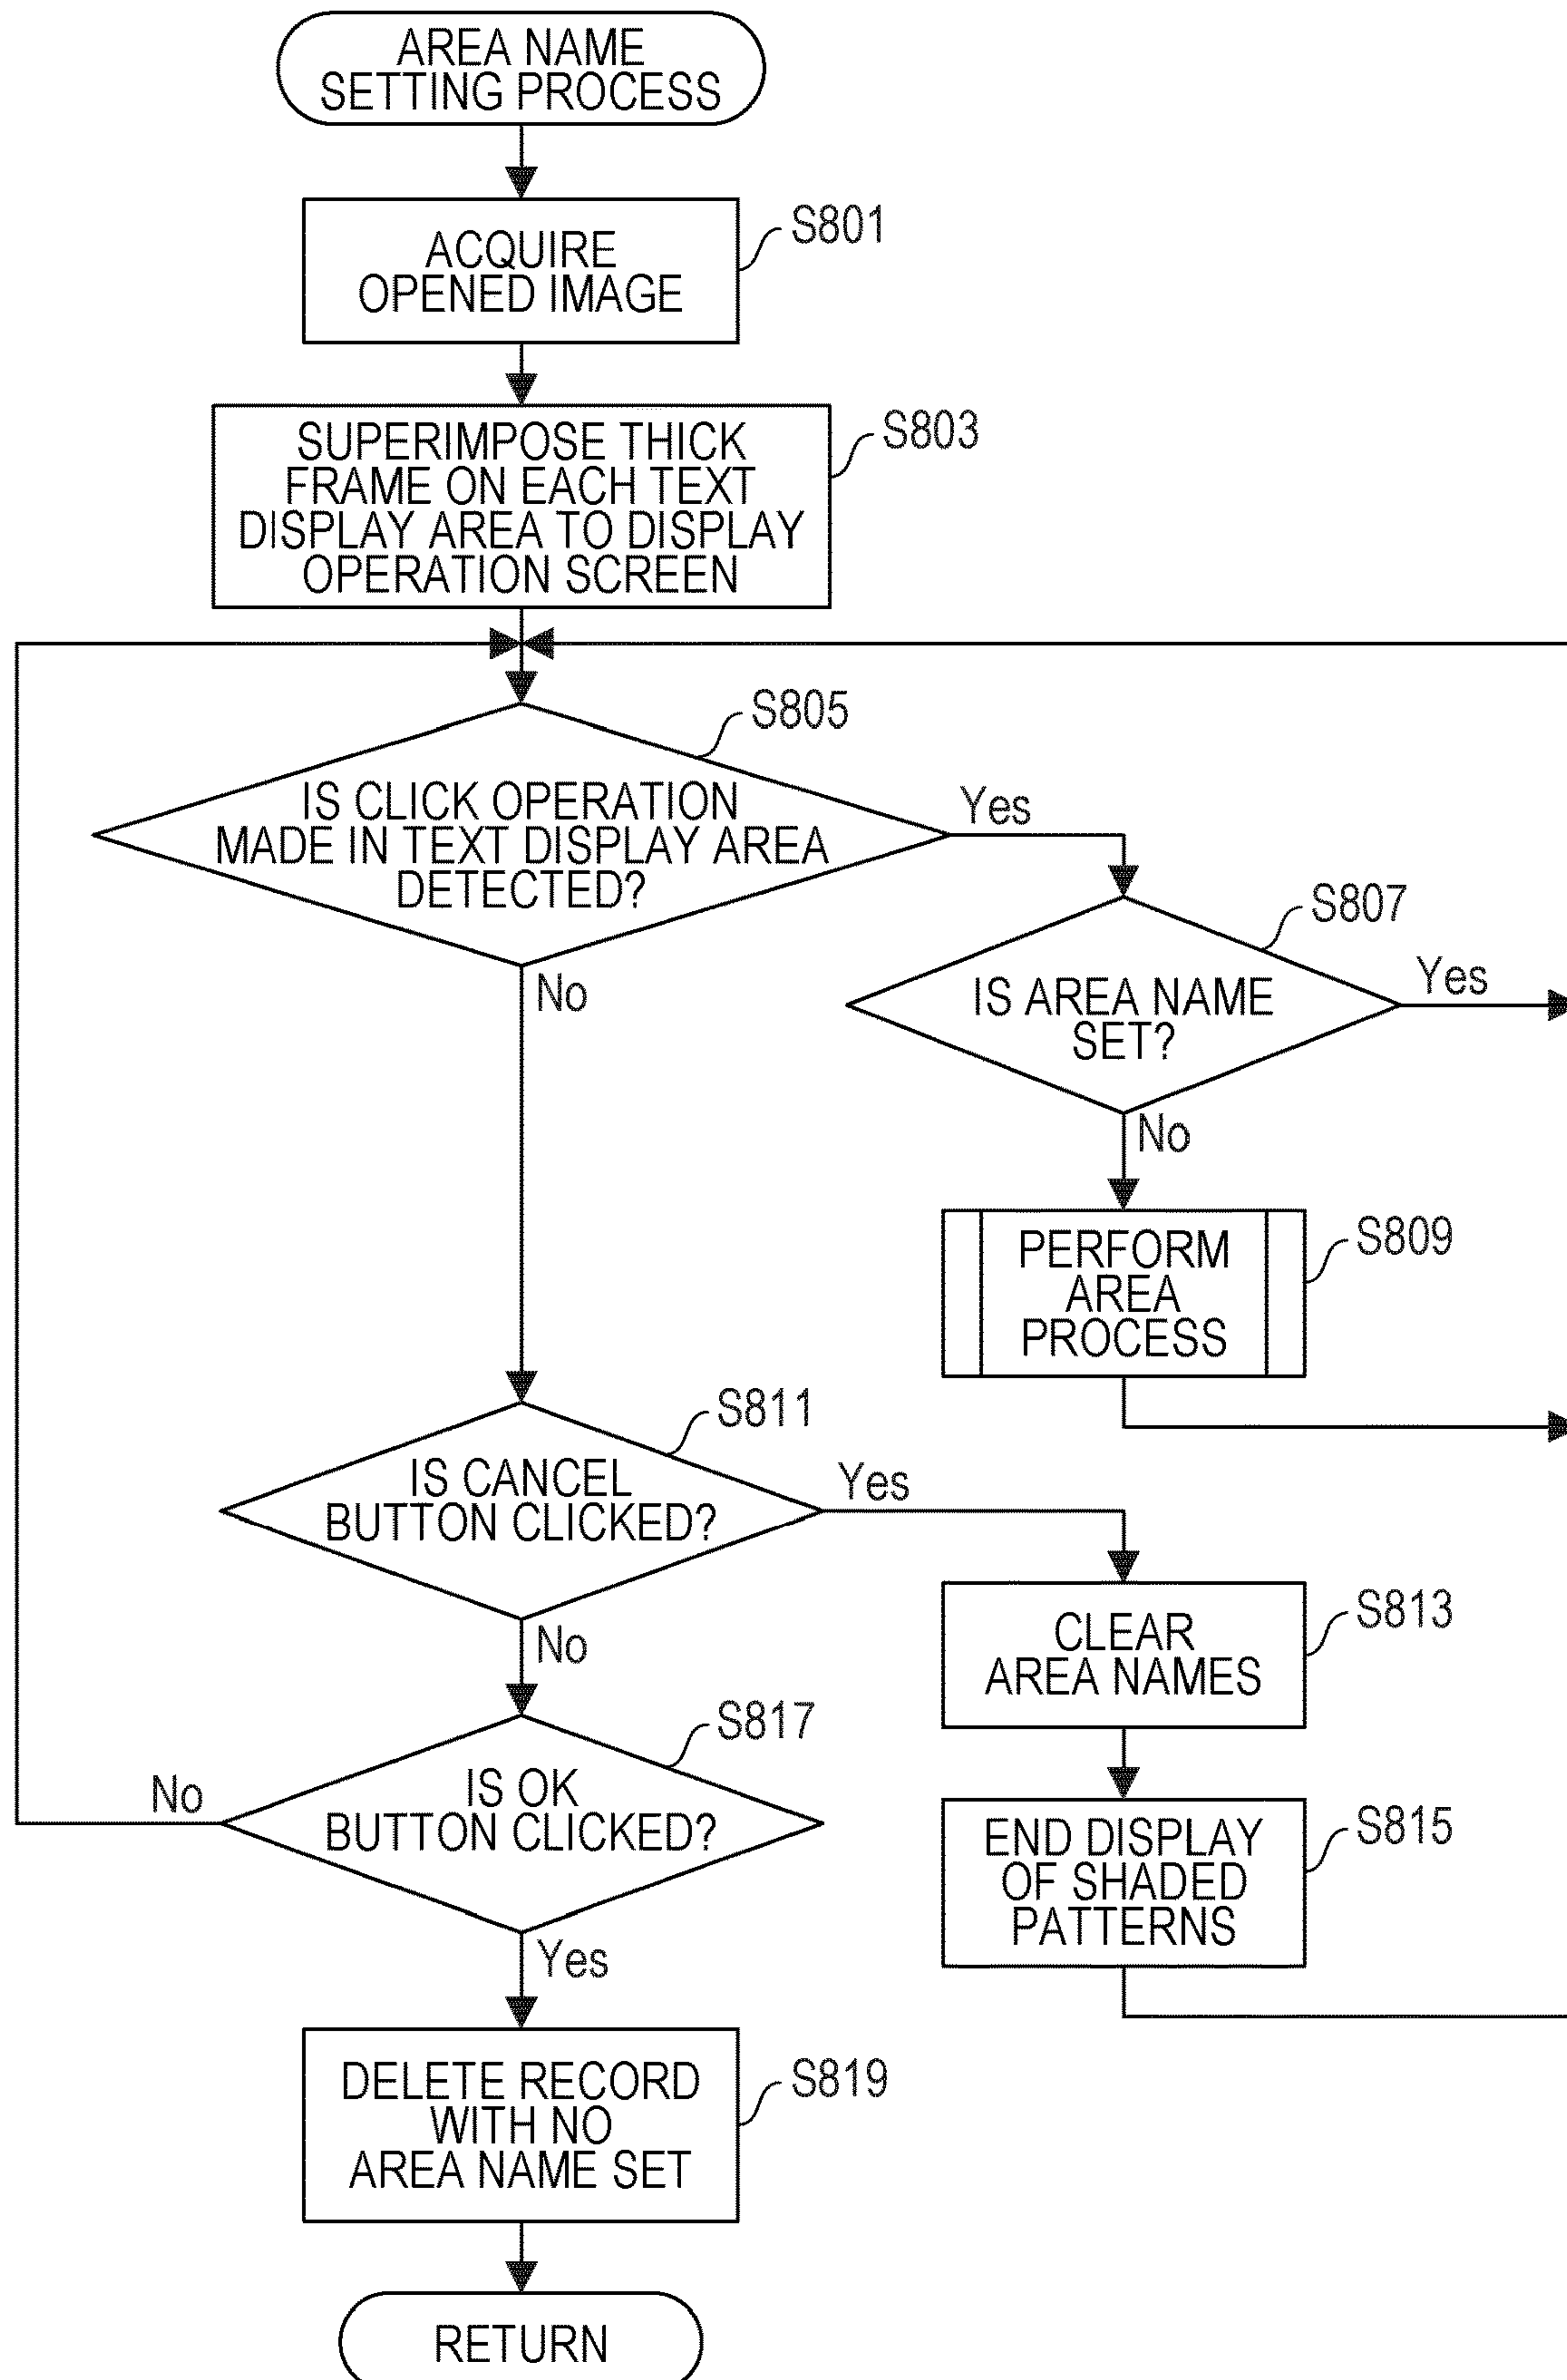 AREA NAME
SETTING PROCESS
S801
ACQUIRE
OPENED IMAGE
S803
SUPERIMPOSE THICK
FRAME ON EACH TEXT
DISPLAY AREA TO DISPLAY
OPERATION SCREEN
S805
IS CLICK OPERATION
MADE IN TEXT DISPLAY AREA
DETECTED?
Yes
No
S807
IS AREA NAME
SET?
Yes
No
S809
PERFORM
AREA
PROCESS
S811
IS CANCEL
BUTTON CLICKED?
Yes
No
S813
CLEAR
AREA NAMES
S815
END DISPLAY
OF SHADED
PATTERNS
S817
IS OK
BUTTON CLICKED?
No
Yes
S819
DELETE RECORD
WITH NO
AREA NAME SET
RETURN